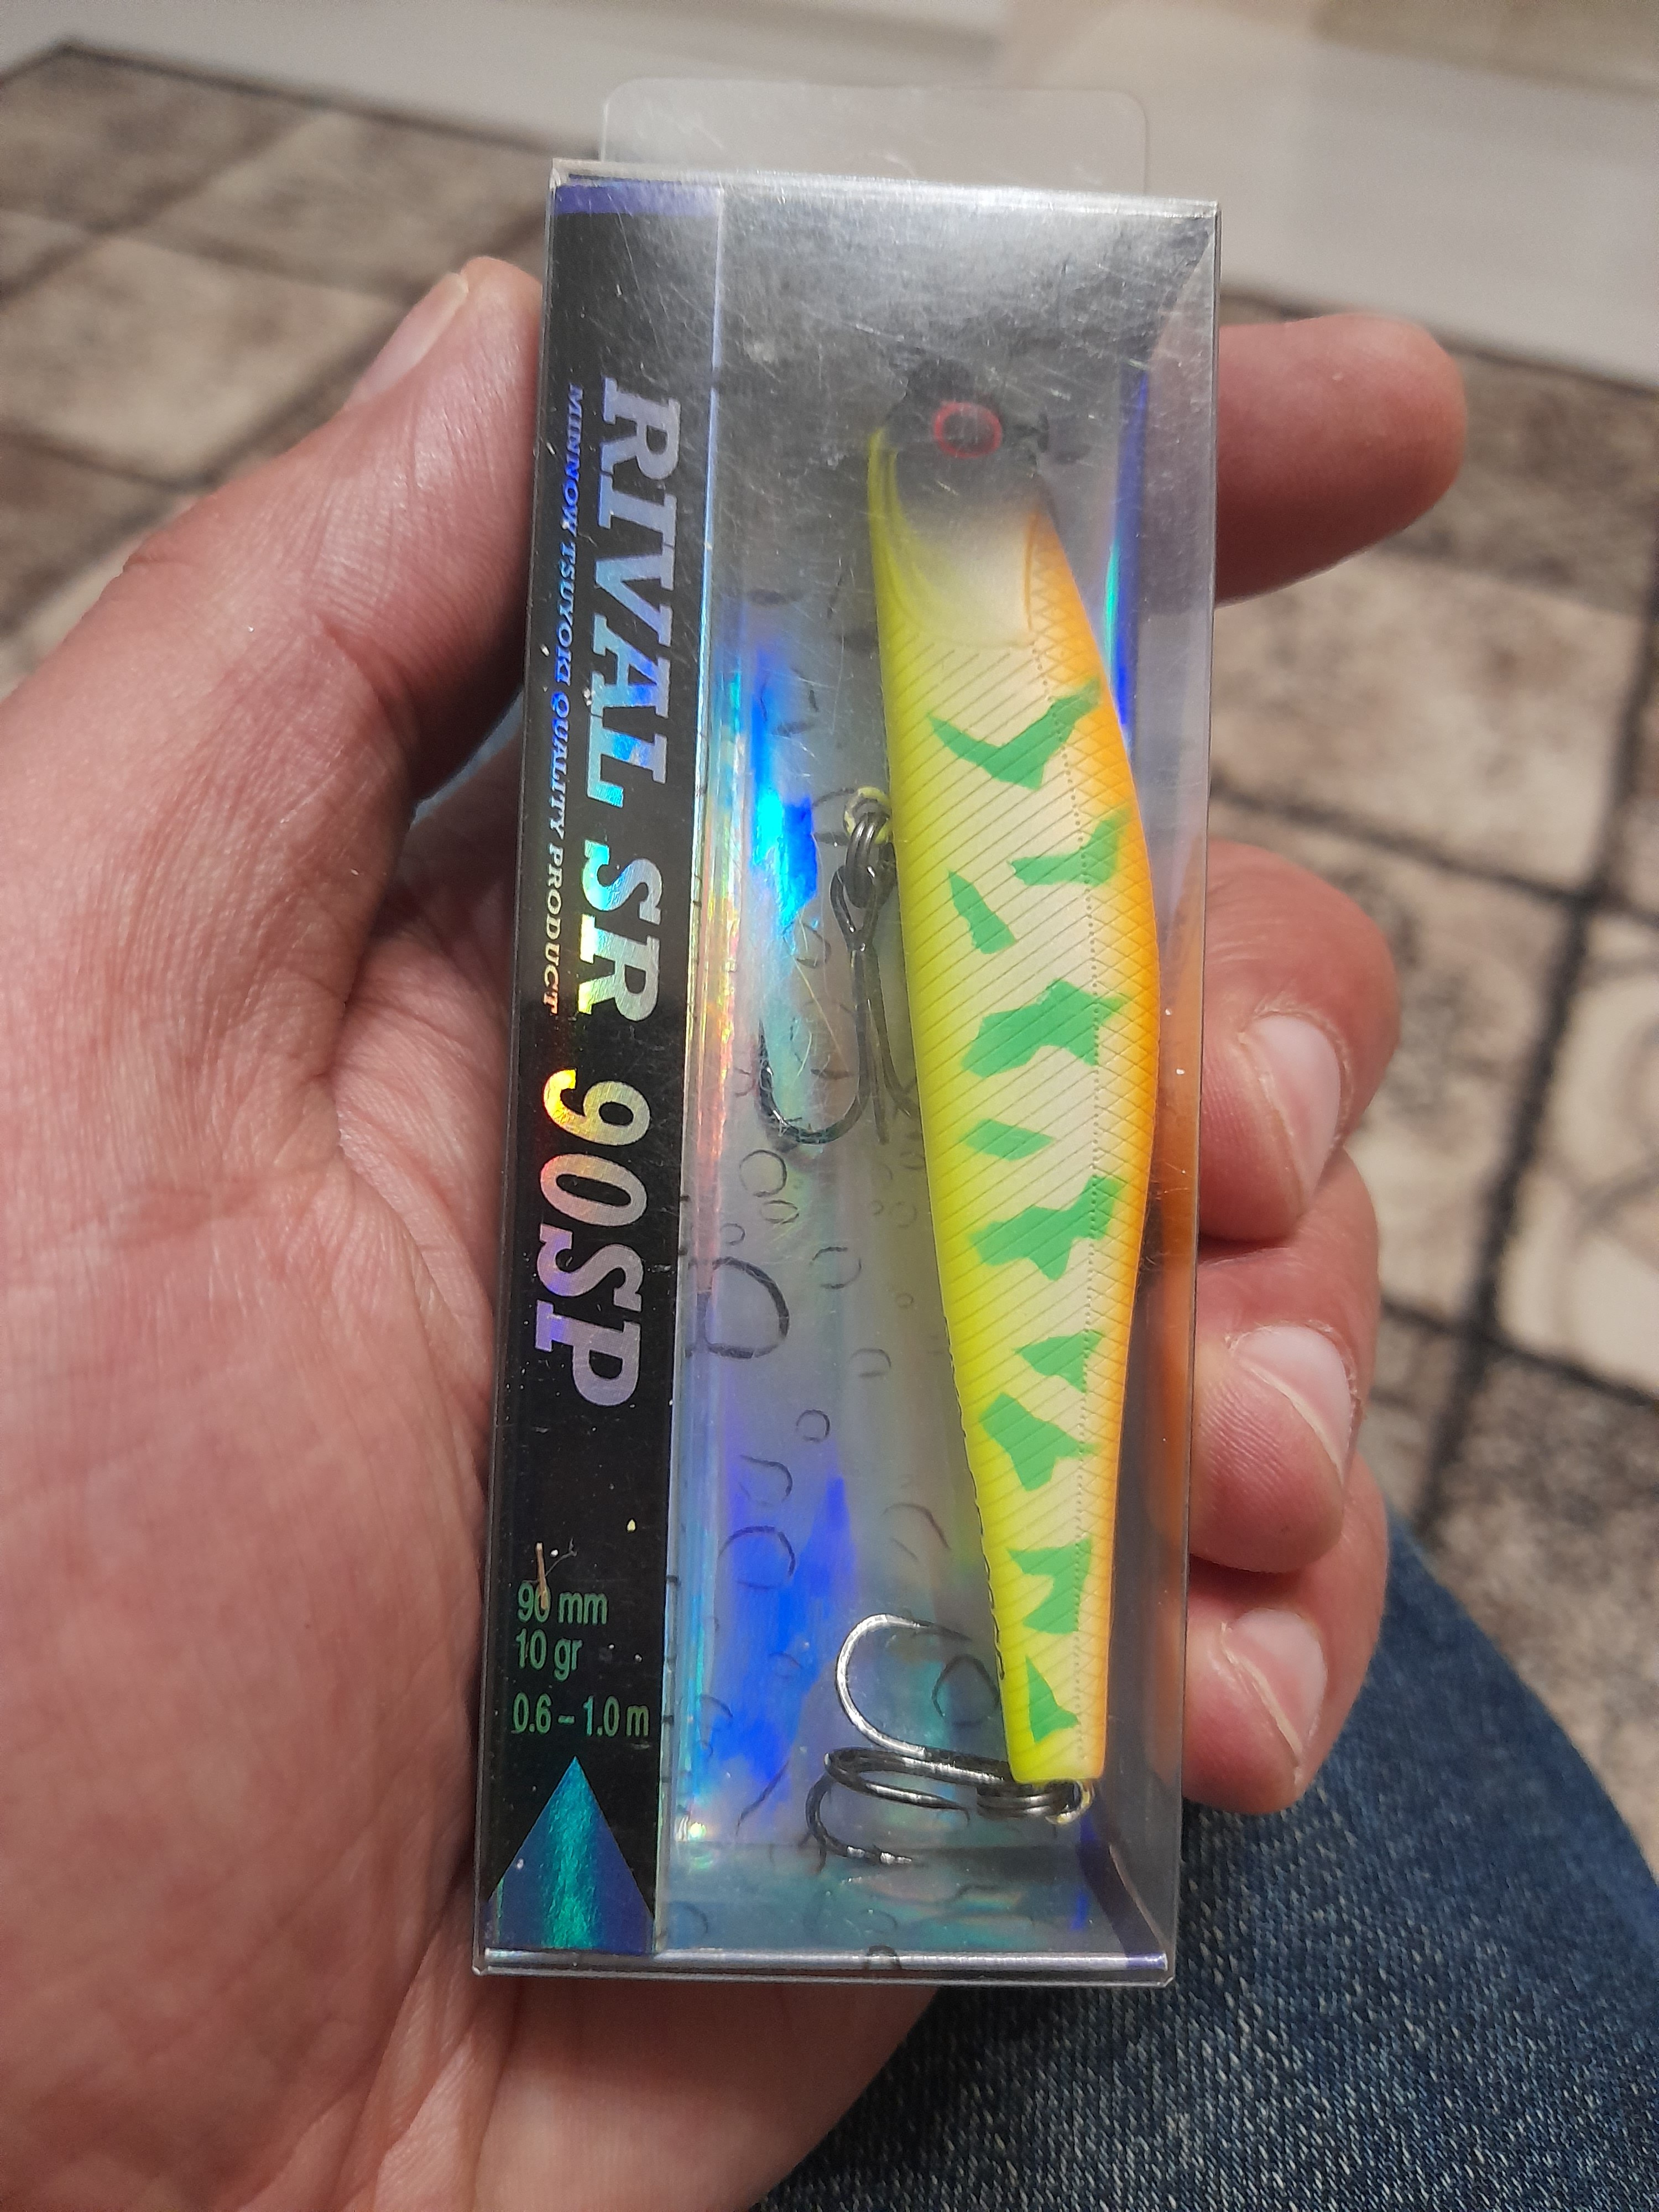 RIVAL SR 90SP
MINNOW TSUYOKI QUALITY PRODUCT
90 mm
10 gr
0.6 - 1.0 m